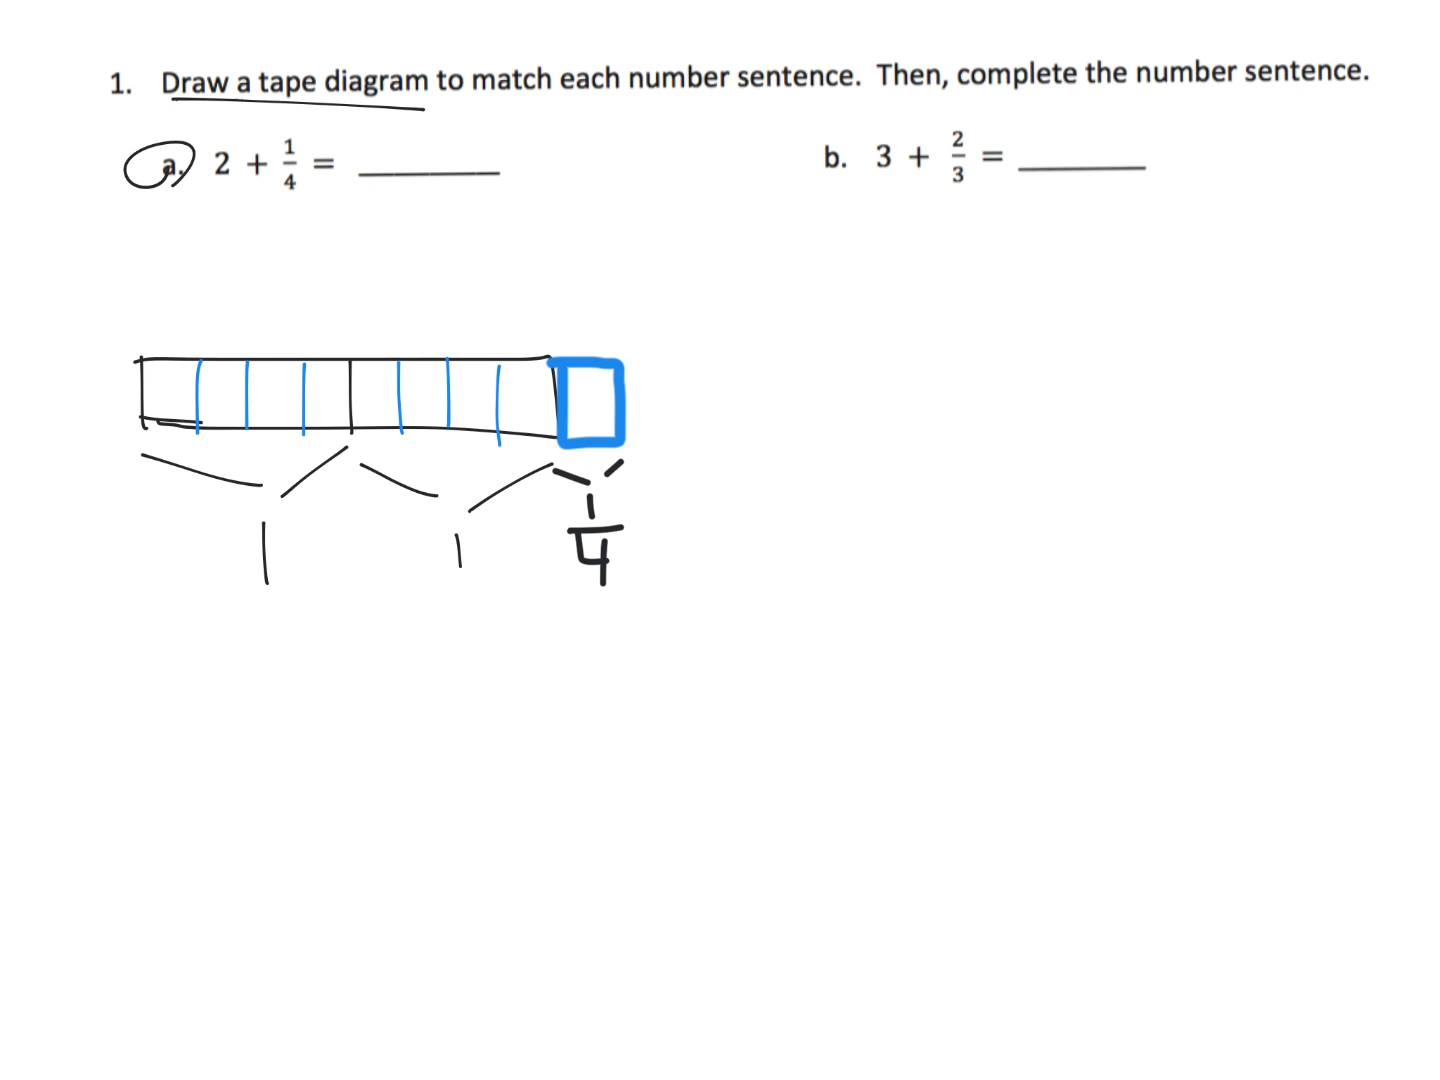 1. Draw a tape diagram to match each number sentence. Then, complete the number sentence.
a. 2 + 1/4 = ________
b. 3 + 2/3 = ________
1 1 1/4